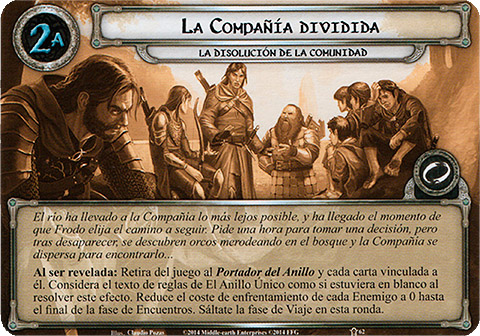 La Compañía dividida
2A
La disolución de la Comunidad
El río ha llevado a la Compañía lo más lejos posible, y ha llegado el momento de
que Frodo elija el camino a seguir. Pide una hora para tomar una decisión, pero
tras desaparecer, se descubren orcos merodeando en el bosque y la Compañía se
dispersa para encontrarlo...
Al ser revelada: Retira del juego al Portador del Anillo y cada carta vinculada a
él. Considera el texto de reglas de El Anillo Único como si estuviera en blanco al
resolver este efecto. Reduce el coste de enfrentamiento de cada Enemigo a 0 hasta
el final de la fase de Encuentros. Sáltate la fase de Viaje en esta ronda.
Illus. Claudio Pozas ©2014 Middle-earth Enterprises ©2014 FFG 62